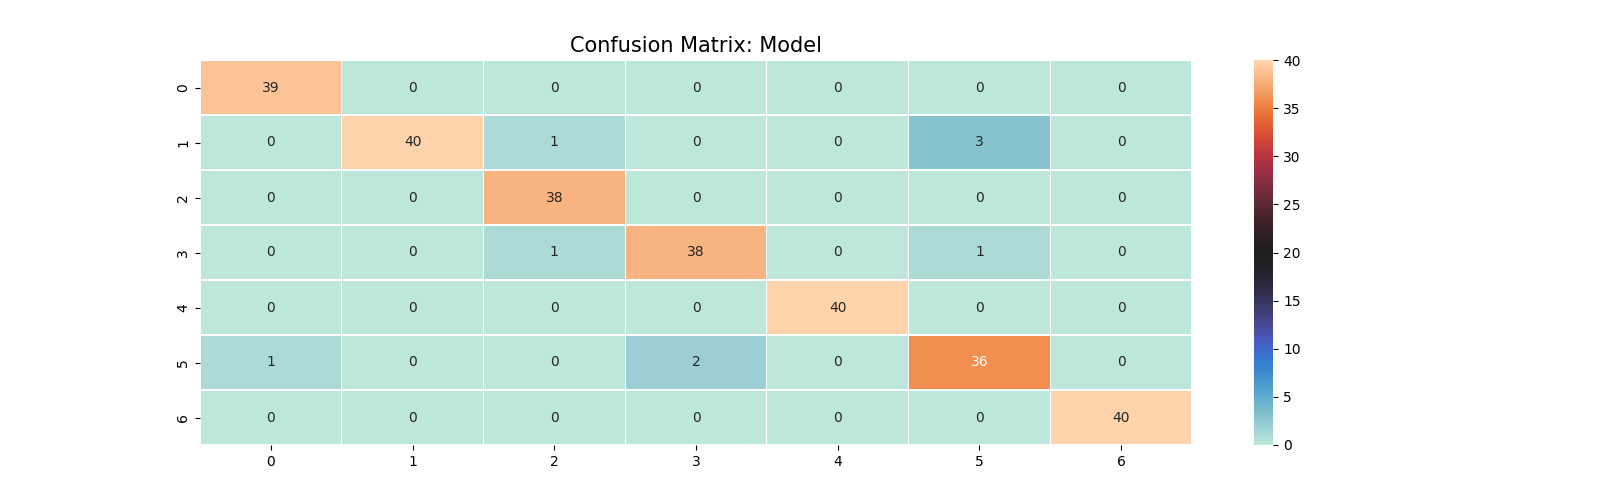 Confusion Matrix: Model
0 39 0 0 0 0 0 0
1 0 40 1 0 0 3 0
2 0 0 38 0 0 0 0
3 0 0 1 38 0 1 0
4 0 0 0 0 40 0 0
5 1 0 0 2 0 36 0
6 0 0 0 0 0 0 40
0 1 2 3 4 5 6
40
35
30
25
20
15
10
5
0